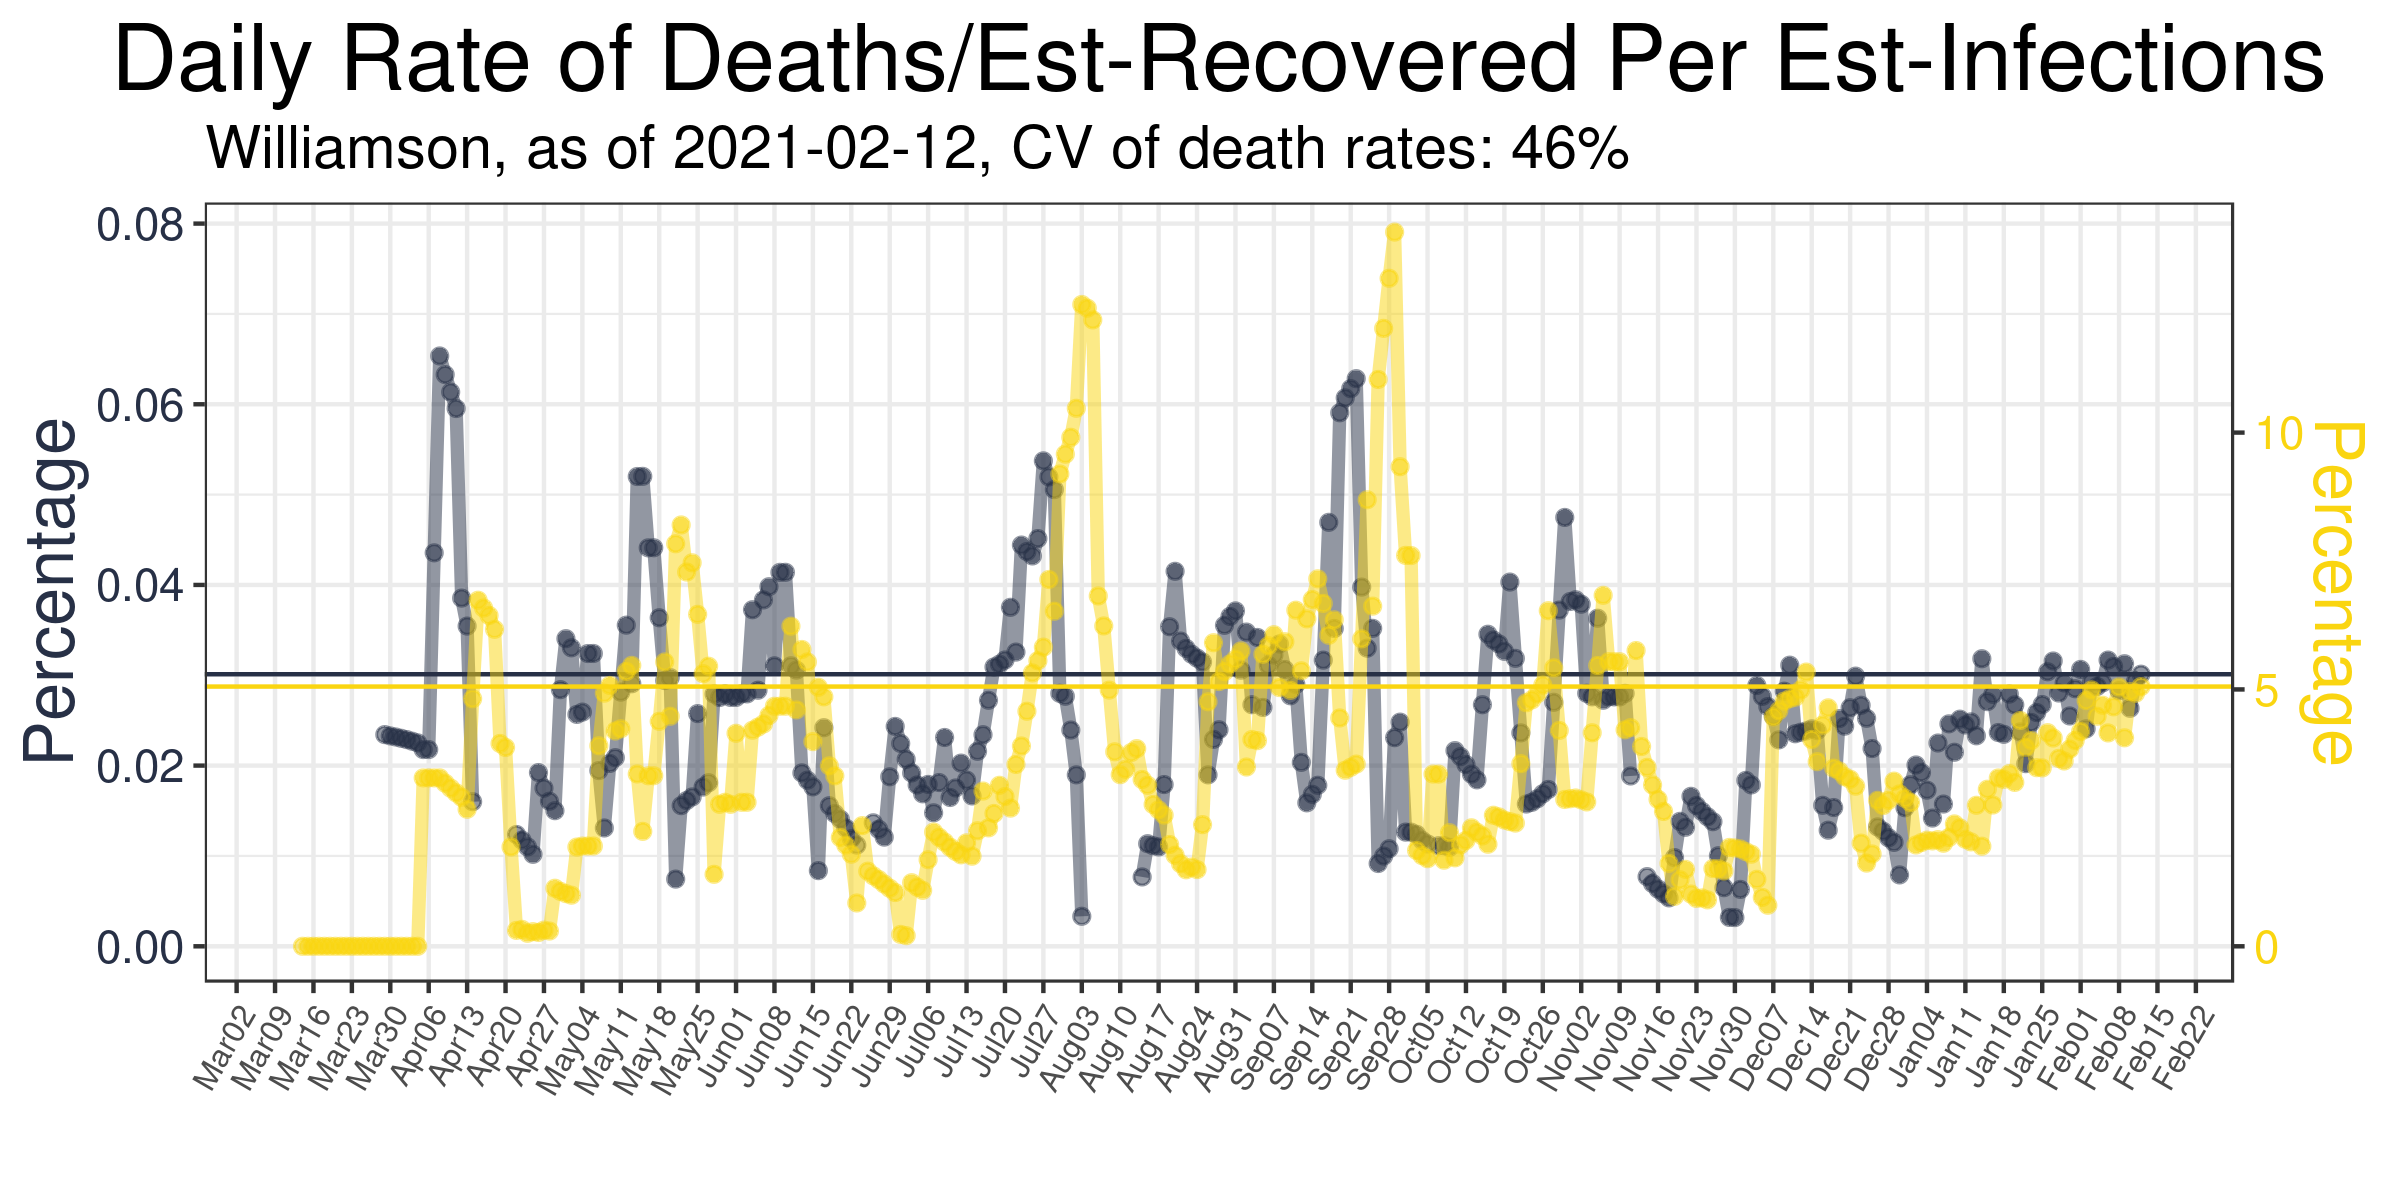 Daily Rate of Deaths/Est-Recovered Per Est-Infections
Williamson, as of 2021-02-12, CV of death rates: 46%
Percentage
0.08
0.06
0.04
0.02
0.00
10
5
0
Percentage
Mar02
Mar09
Mar16
Mar23
Mar30
Apr06
Apr13
Apr20
Apr27
May04
May11
May18
May25
Jun01
Jun08
Jun15
Jun22
Jun29
Jul06
Jul13
Jul20
Jul27
Aug03
Aug10
Aug17
Aug24
Aug31
Sep07
Sep14
Sep21
Sep28
Oct05
Oct12
Oct19
Oct26
Nov02
Nov09
Nov16
Nov23
Nov30
Dec07
Dec14
Dec21
Dec28
Jan04
Jan11
Jan18
Jan25
Feb01
Feb08
Feb15
Feb22